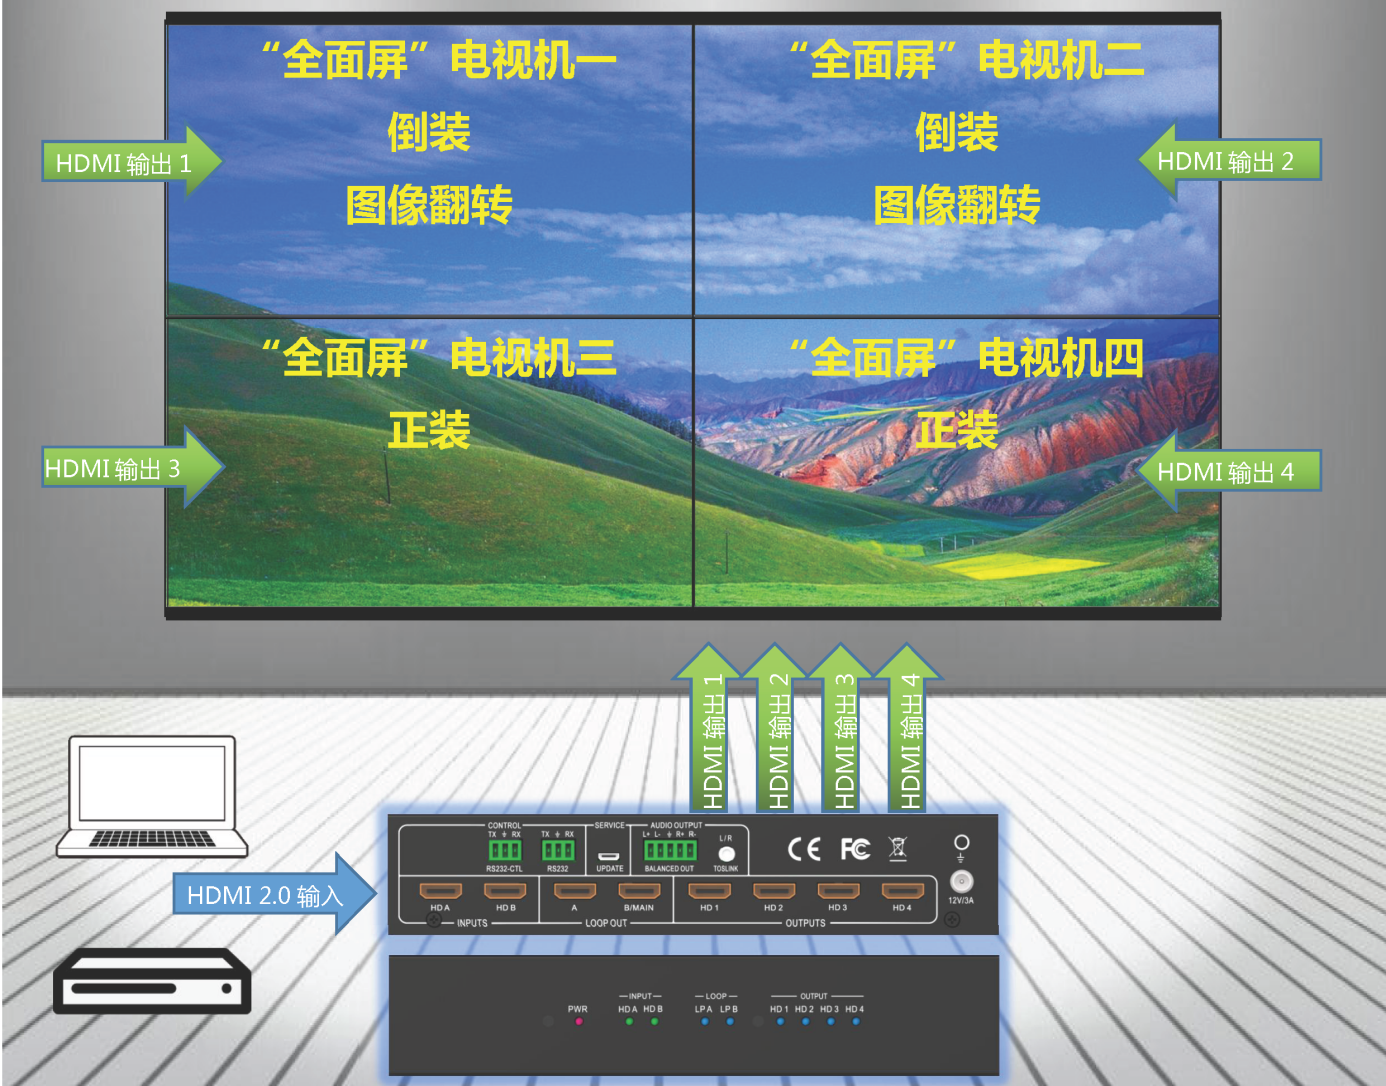 “全面屏”电视机一
倒装
图像翻转
“全面屏”电视机二
倒装
图像翻转
HDMI 输出 1
HDMI 输出 2
“全面屏”电视机三
正装
“全面屏”电视机四
正装
HDMI 输出 3
HDMI 输出 4
HDMI 输出 1
HDMI 输出 2
HDMI 输出 3
HDMI 输出 4
CONTROL
SERVICE
AUDIO OUTPUT
TX RX
TX RX
L+ L- R+ R-
L/R
RS232-CTL
RS232
UPDATE
BALANCED OUT
TOSLINK
CE FC
12V/3A
HDMI 2.0 输入
HD A
HD B
A
B/MAIN
HD 1
HD 2
HD 3
HD 4
INPUTS
LOOP OUT
OUTPUTS
INPUT
LOOP
OUTPUT
PWR
HD A HD B
LP A LP B
HD 1 HD 2 HD 3 HD 4